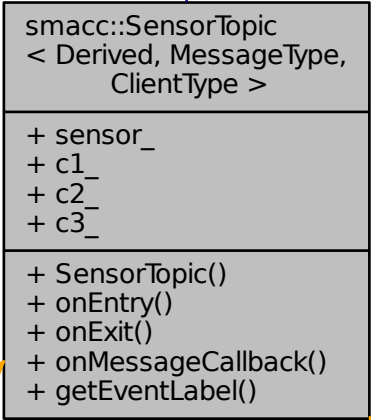 smacc::SensorTopic
< Derived, MessageType,
ClientType >
+ sensor_
+ c1_
+ c2_
+ c3_
+ SensorTopic()
+ onEntry()
+ onExit()
+ onMessageCallback()
+ getEventLabel()